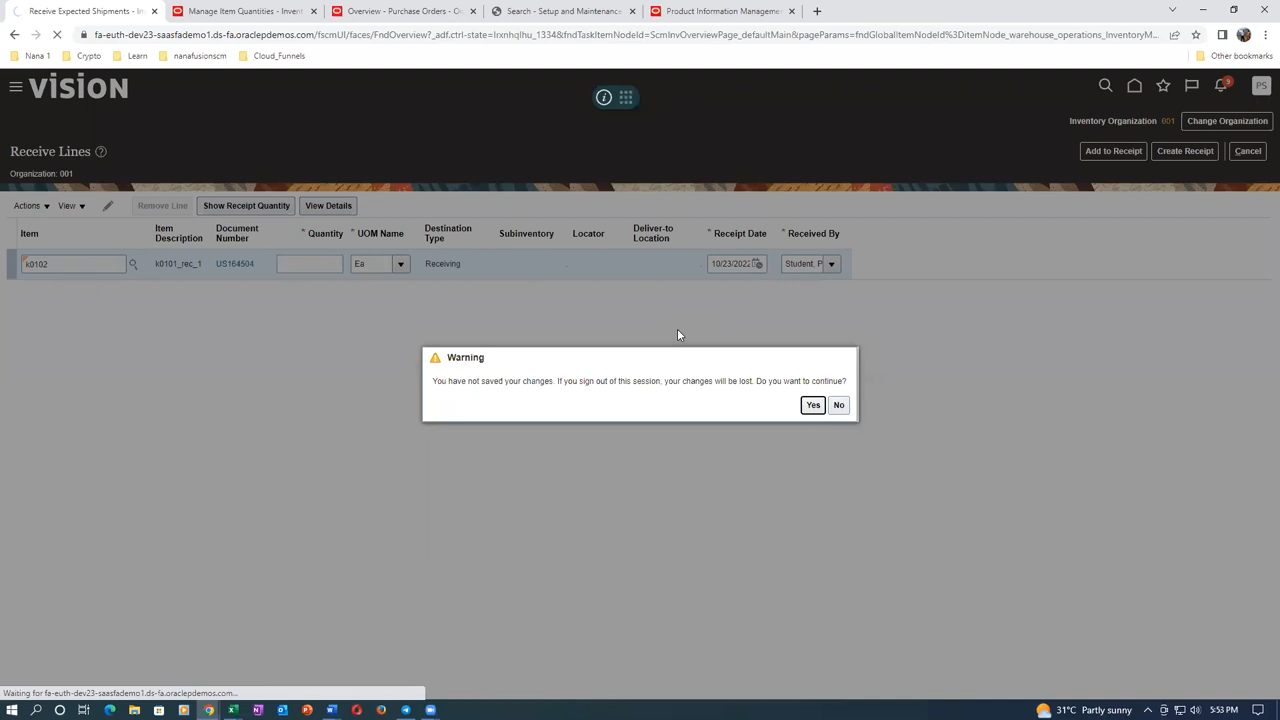 Receive Expected Shipments - In
Manage Item Quantities - Invent
Overview - Purchase Orders - O
Search - Setup and Maintenance
Product Information Manageme
fa-euth-dev23-saasfademo1.ds-fa.oraclepdemos.com/fscmUI/faces/FndOverview?_adf.ctrl-state=lrxnhqlhu_1334&fndTaskItemNodeId=ScmInvOverviewPage_defaultMain&pageParams=fndGlobalItemNodeId%3DitemNode_warehouse_operations_InventoryM...
Nana 1
Crypto
Learn
nanafusionscm
Cloud_Funnels
Other bookmarks
VISION
9
PS
Inventory Organization 001
Change Organization
Receive Lines
Add to Receipt
Create Receipt
Cancel
Organization: 001
Actions
View
Remove Line
Show Receipt Quantity
View Details
Item
Item Description
Document Number
* Quantity
* UOM Name
Destination Type
Subinventory
Locator
Deliver-to Location
* Receipt Date
* Received By
k0102
k0101_rec_1
US164504
Ea
Receiving
10/23/2022
Student, P
Warning
You have not saved your changes. If you sign out of this session, your changes will be lost. Do you want to continue?
Yes
No
Waiting for fa-euth-dev23-saasfademo1.ds-fa.oraclepdemos.com...
31°C Partly sunny
5:53 PM